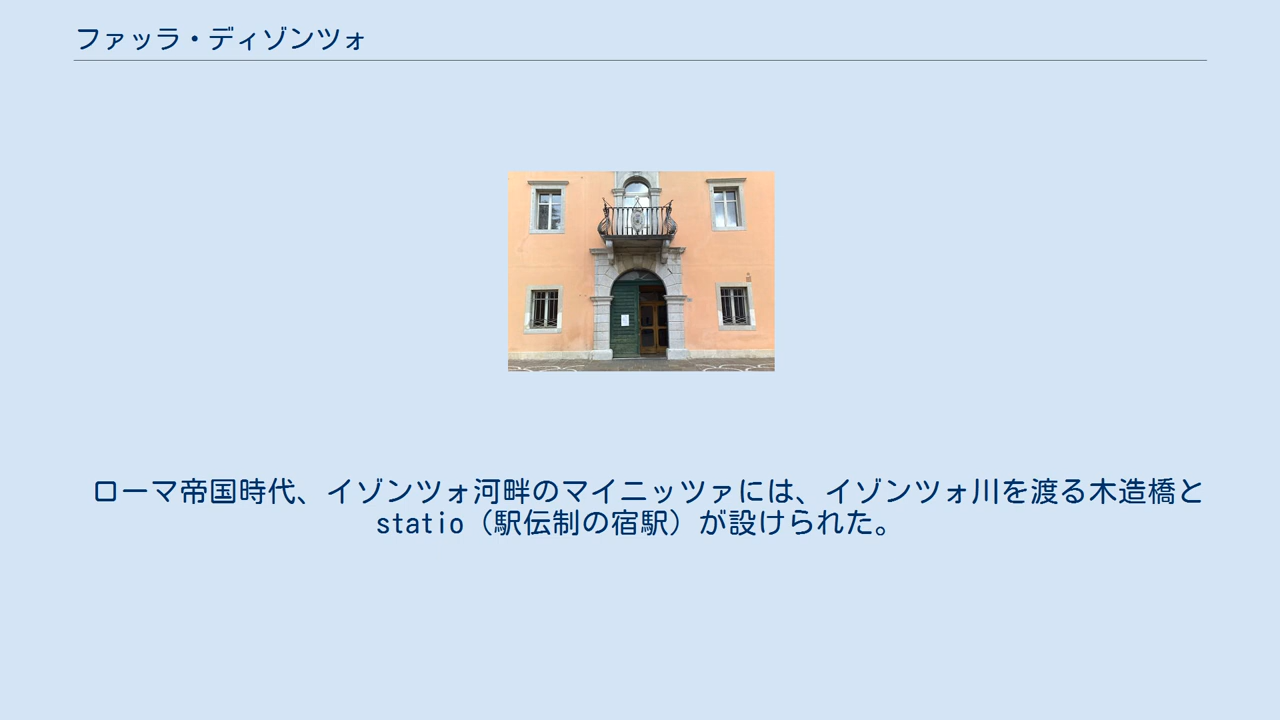 ファッラ・ディゾンツォ
ローマ帝国時代、イゾンツォ河畔のマイニッツァには、イゾンツォ川を渡る木造橋と
statio（駅伝制の宿駅）が設けられた。